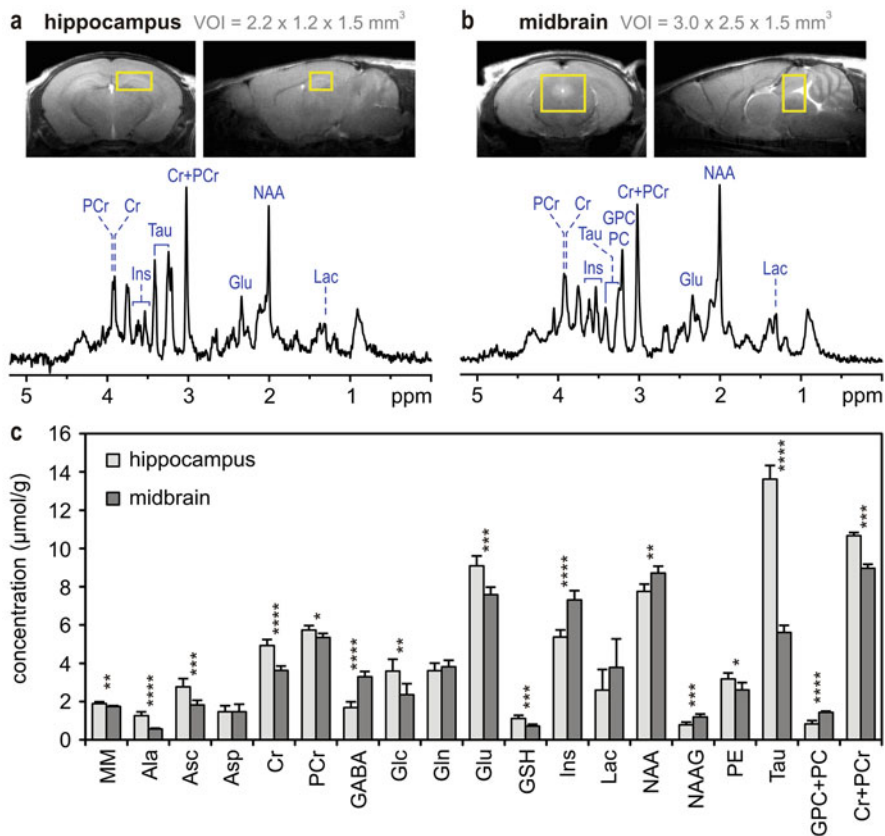 a hippocampus VOI = 2.2 x 1.2 x 1.5 mm³
b midbrain VOI = 3.0 x 2.5 x 1.5 mm³
Cr+PCr
NAA
PCr
Cr
Tau
Ins
Glu
Lac
5 4 3 2 1 ppm
Cr+PCr
NAA
PCr
Cr
GPC
Tau
PC
Ins
Glu
Lac
5 4 3 2 1 ppm
c
hippocampus
midbrain
concentration (µmol/g)
16
14
12
10
8
6
4
2
0
**
****
***
****
*
****
**
***
***
****
**
***
*
****
****
***
MM
Ala
Asc
Asp
Cr
PCr
GABA
Glc
Gln
Glu
GSH
Ins
Lac
NAA
NAAG
PE
Tau
GPC+PC
Cr+PCr